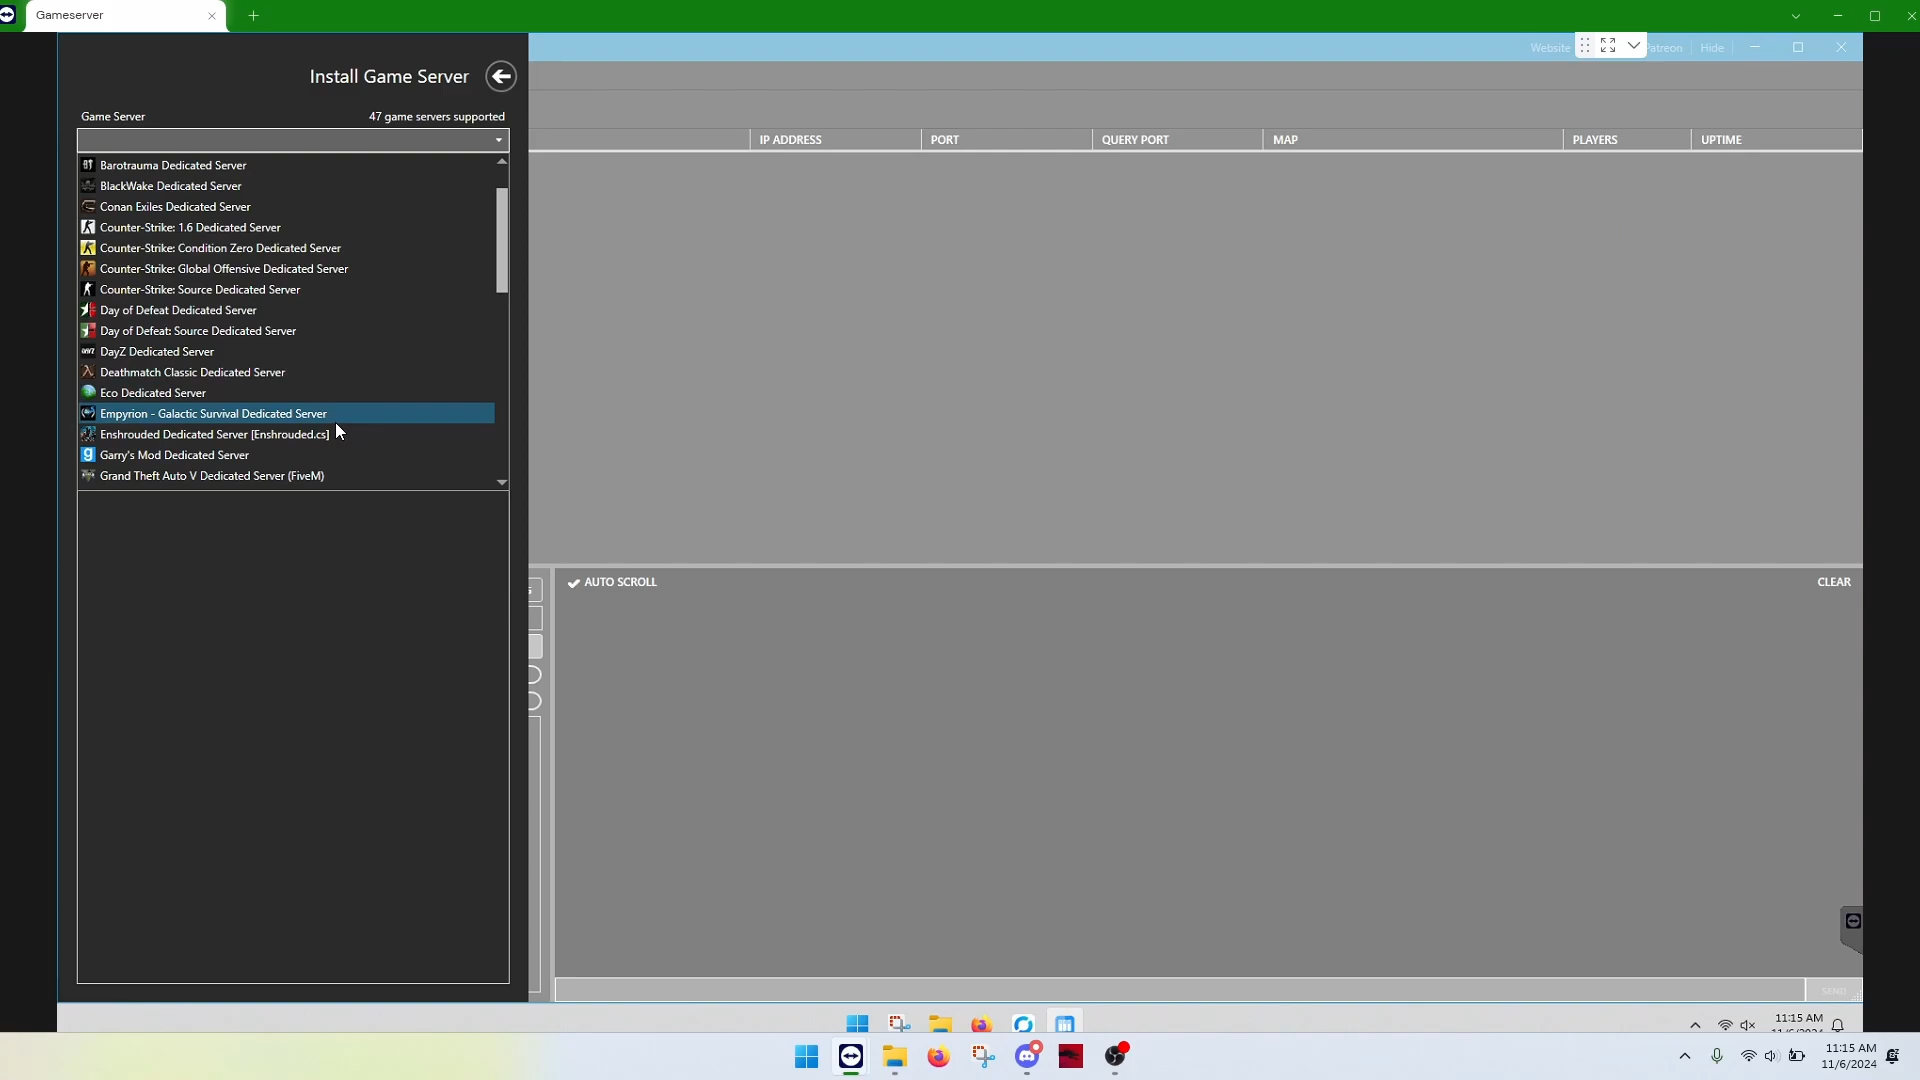 Gameserver
Website
Patreon
Hide
Install Game Server
Game Server
47 game servers supported
IP ADDRESS
PORT
QUERY PORT
MAP
PLAYERS
UPTIME
Barotrauma Dedicated Server
BlackWake Dedicated Server
Conan Exiles Dedicated Server
Counter-Strike: 1.6 Dedicated Server
Counter-Strike: Condition Zero Dedicated Server
Counter-Strike: Global Offensive Dedicated Server
Counter-Strike: Source Dedicated Server
Day of Defeat Dedicated Server
Day of Defeat: Source Dedicated Server
DayZ Dedicated Server
Deathmatch Classic Dedicated Server
Eco Dedicated Server
Empyrion - Galactic Survival Dedicated Server
Enshrouded Dedicated Server [Enshrouded.cs]
Garry's Mod Dedicated Server
Grand Theft Auto V Dedicated Server (FiveM)
AUTO SCROLL
CLEAR
SEND
11:15 AM
11/6/2024
11:15 AM
11/6/2024